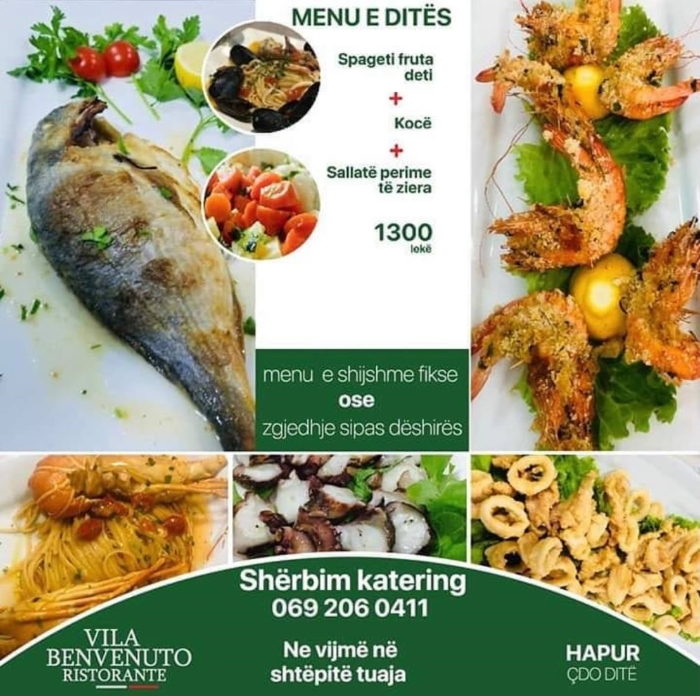 MENU E DITËS
Spageti fruta
deti
+
Kocë
+
Sallatë perime
të ziera
1300
lokë
menu e shijshme fikse
ose
zgjedhje sipas dëshirës
Shërbim katering
069 206 0411
VILA
BENVENUTO
RISTORANTE
Ne vijmë në
shtëpitë tuaja
HAPUR
ÇDO DITË